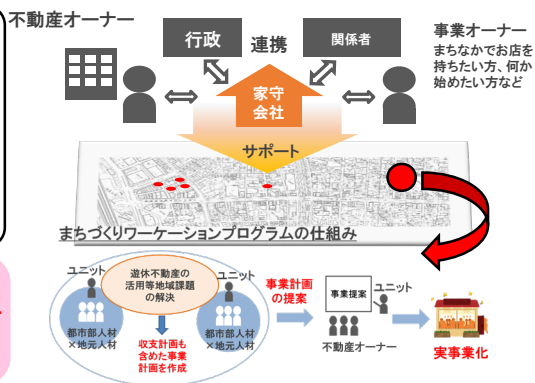 不動産オーナー
行政
連携
関係者
事業オーナー
まちなかでお店を
持ちたい方、何か
始めたい方など
家守
会社
サポート
まちづくりワーケーションプログラムの仕組み
ユニット
遊休不動産の
活用等地域課題
の解決
ユニット
都市部人材
×地元人材
収支計画も
含めた事業
計画を作成
都市部人材
×地元人材
事業計画
の提案
事業提案
ユニット
不動産オーナー
実事業化